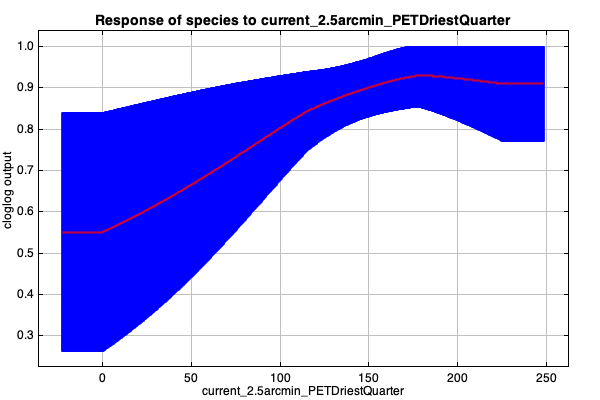 Response of species to current_2.5arcmin_PETDriestQuarter
1.0
0.9
0.8
0.7
0.6
0.5
0.4
0.3
cloglog output
0 50 100 150 200 250
current_2.5arcmin_PETDriestQuarter